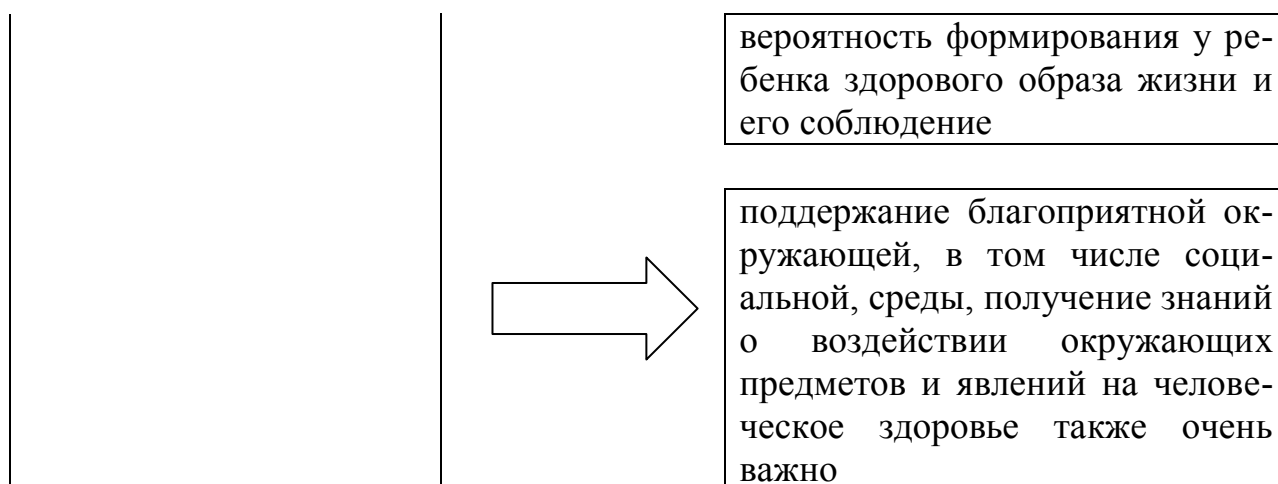 вероятность формирования у ре-
бенка здорового образа жизни и
его соблюдение
поддержание благоприятной ок-
ружающей, в том числе соци-
альной, среды, получение знаний
о воздействии окружающих
предметов и явлений на челове-
ческое здоровье также очень
важно